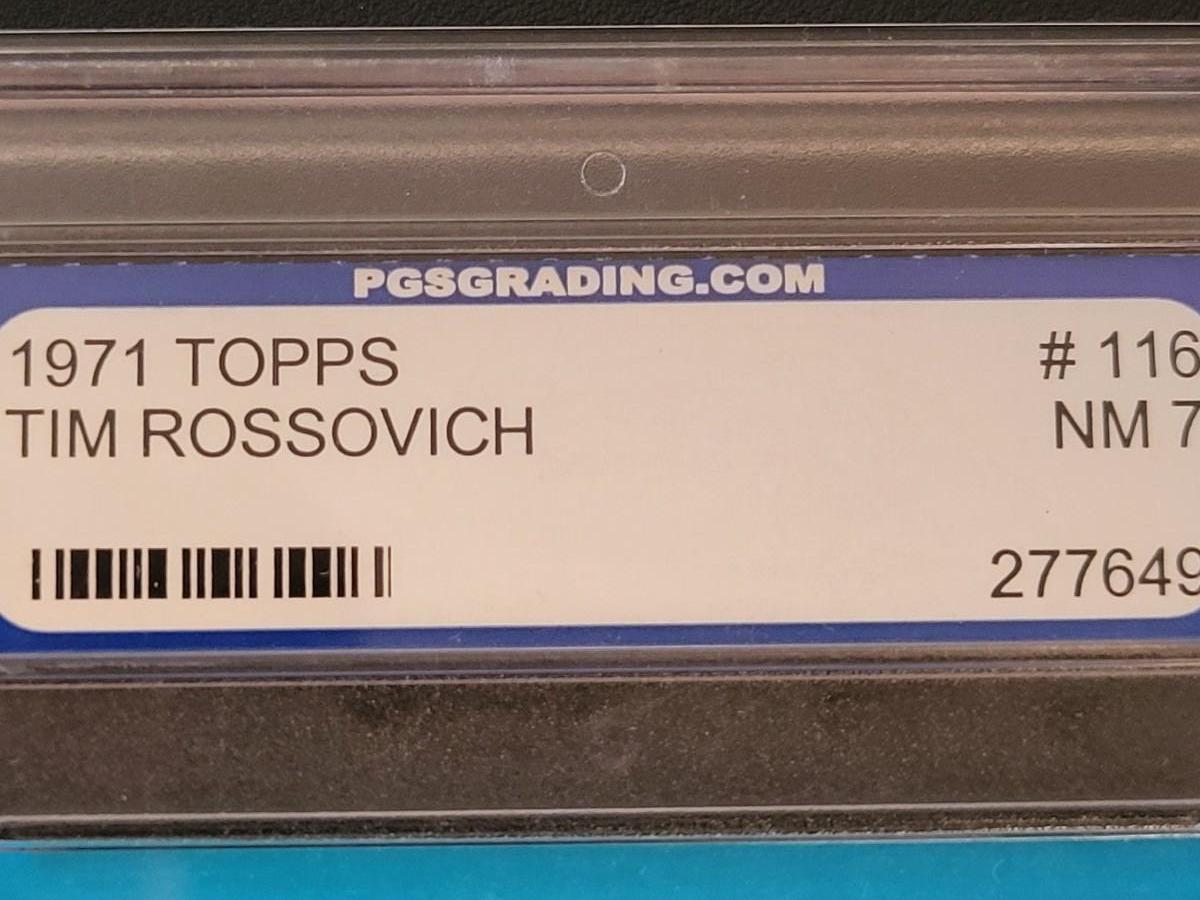 PGSGRADING.COM
1971 TOPPS # 116
TIM ROSSOVICH NM 7
277649